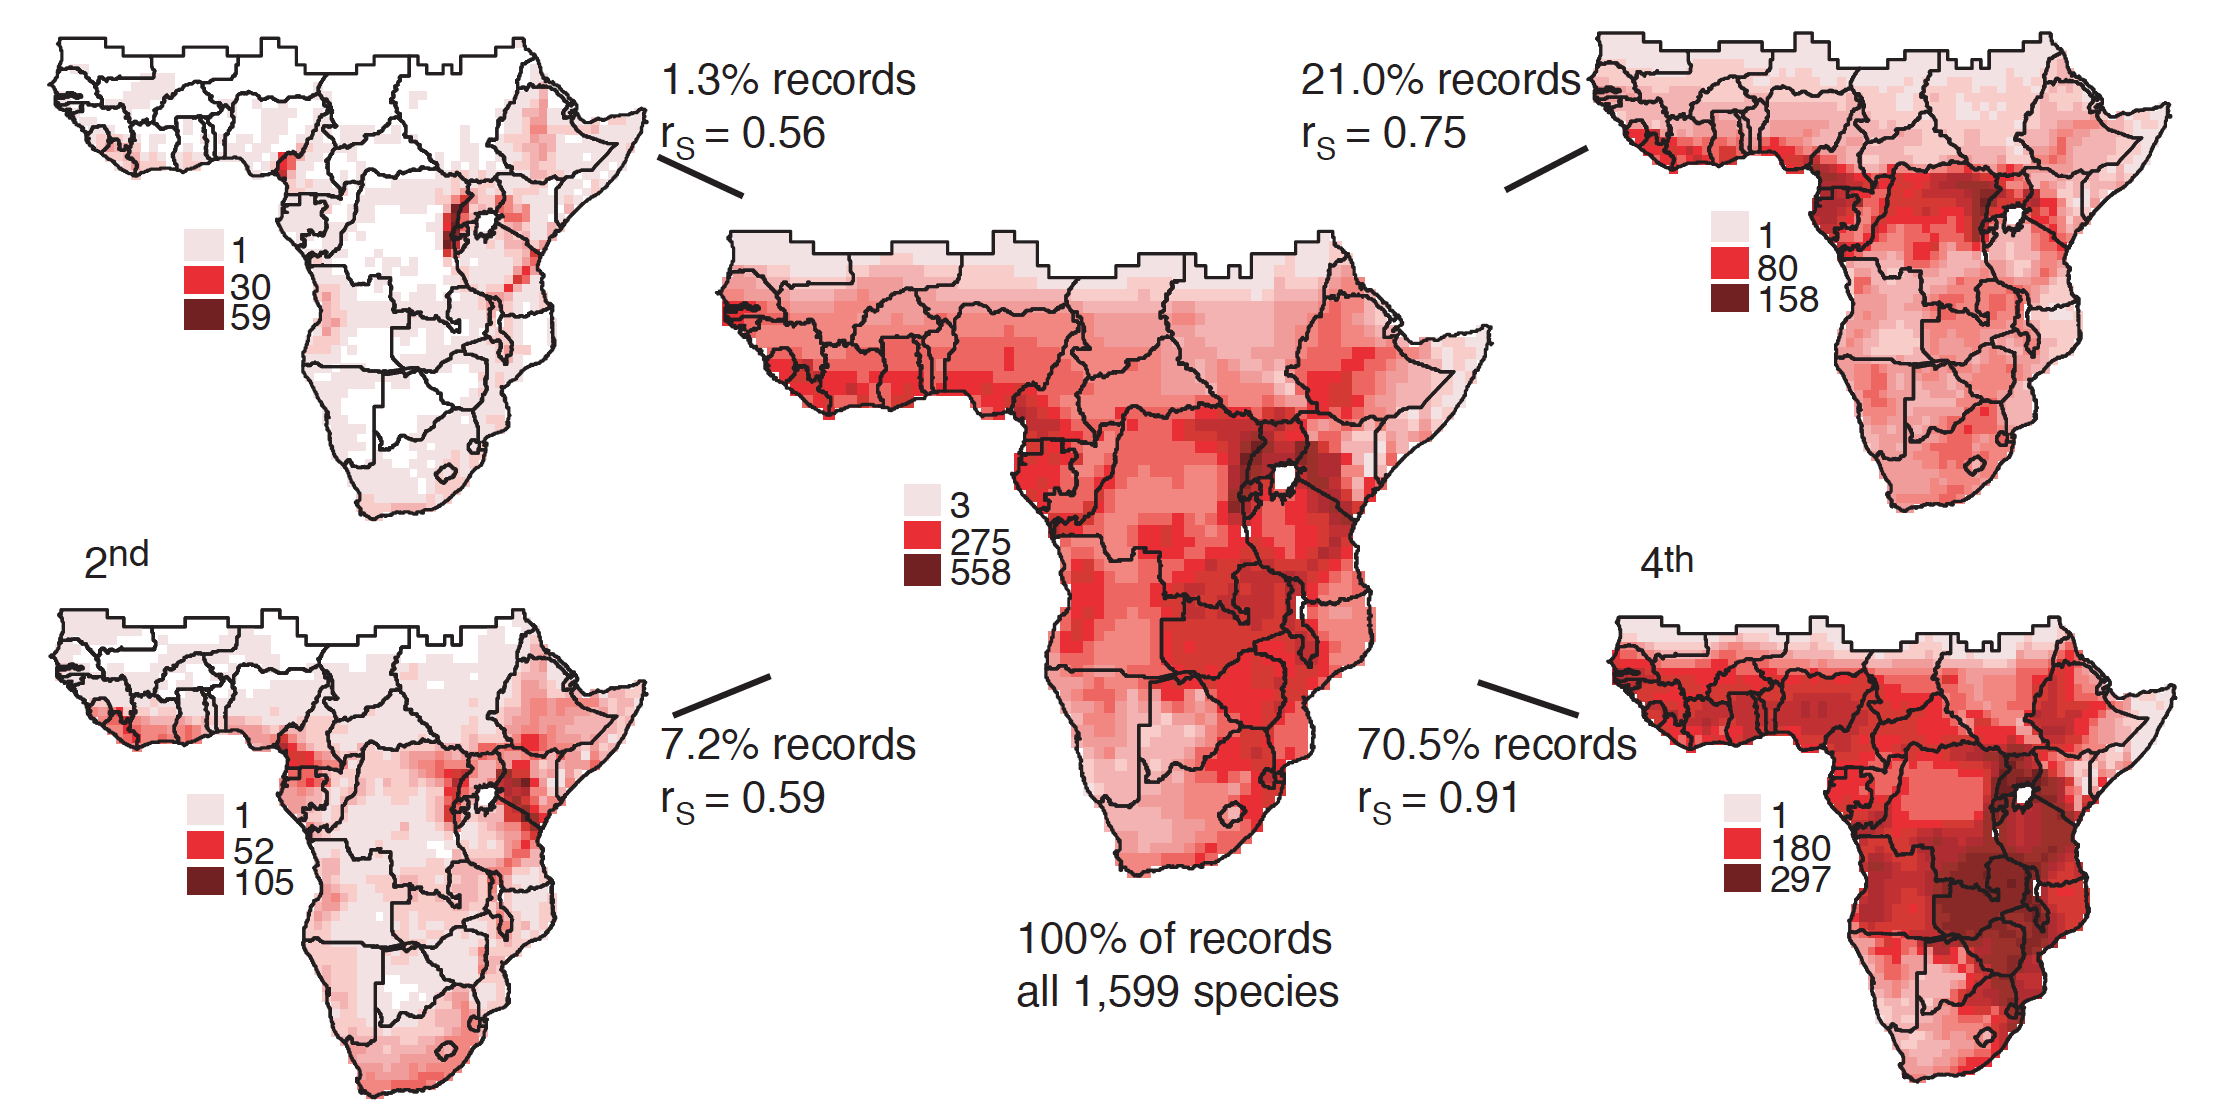 1.3% records
rS = 0.56
1
30
59
21.0% records
rS = 0.75
1
80
158
3
275
558
2nd
7.2% records
rS = 0.59
1
52
105
4th
70.5% records
rS = 0.91
1
180
297
100% of records
all 1,599 species